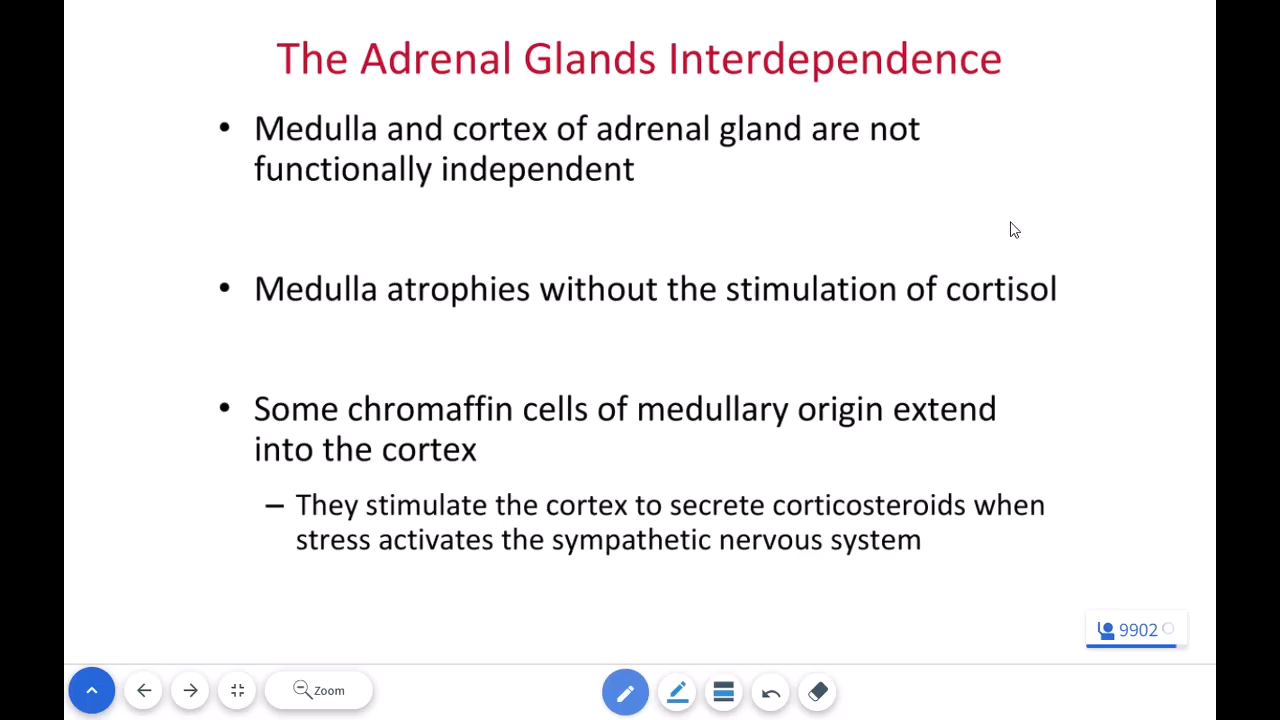 The Adrenal Glands Interdependence
• Medulla and cortex of adrenal gland are not
functionally independent
• Medulla atrophies without the stimulation of cortisol
• Some chromaffin cells of medullary origin extend
into the cortex
– They stimulate the cortex to secrete corticosteroids when
stress activates the sympathetic nervous system
9902
Zoom